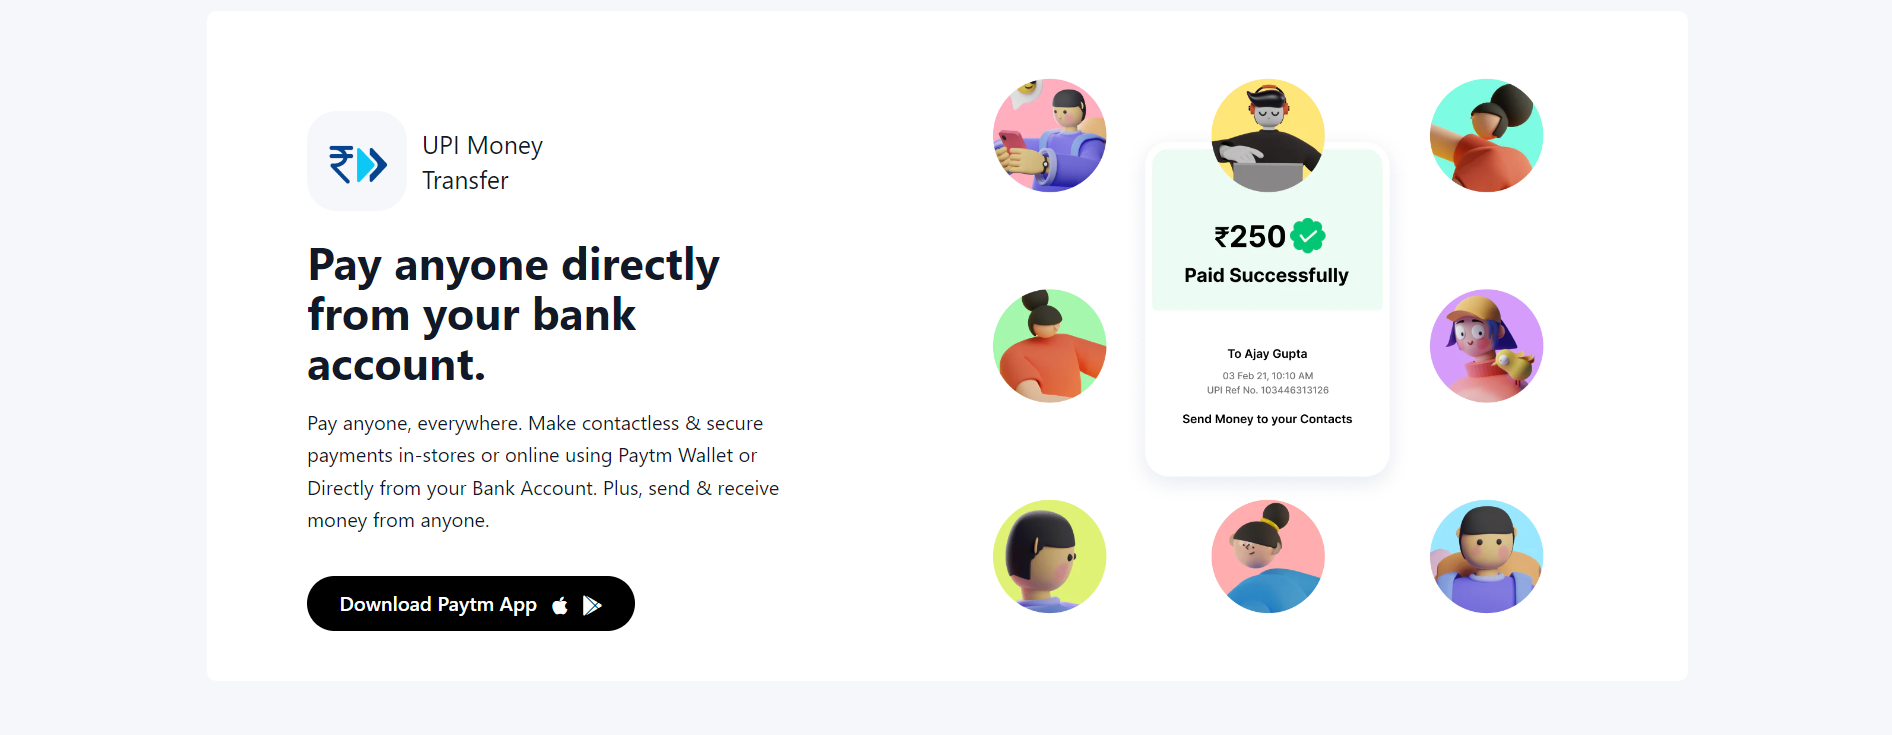 UPI Money
Transfer
Pay anyone directly
from your bank
account.
Pay anyone, everywhere. Make contactless & secure
payments in-stores or online using Paytm Wallet or
Directly from your Bank Account. Plus, send & receive
money from anyone.
Download Paytm App
₹250
Paid Successfully
To Ajay Gupta
03 Feb 21, 10:10 AM
UPI Ref No. 103446313126
Send Money to your Contacts